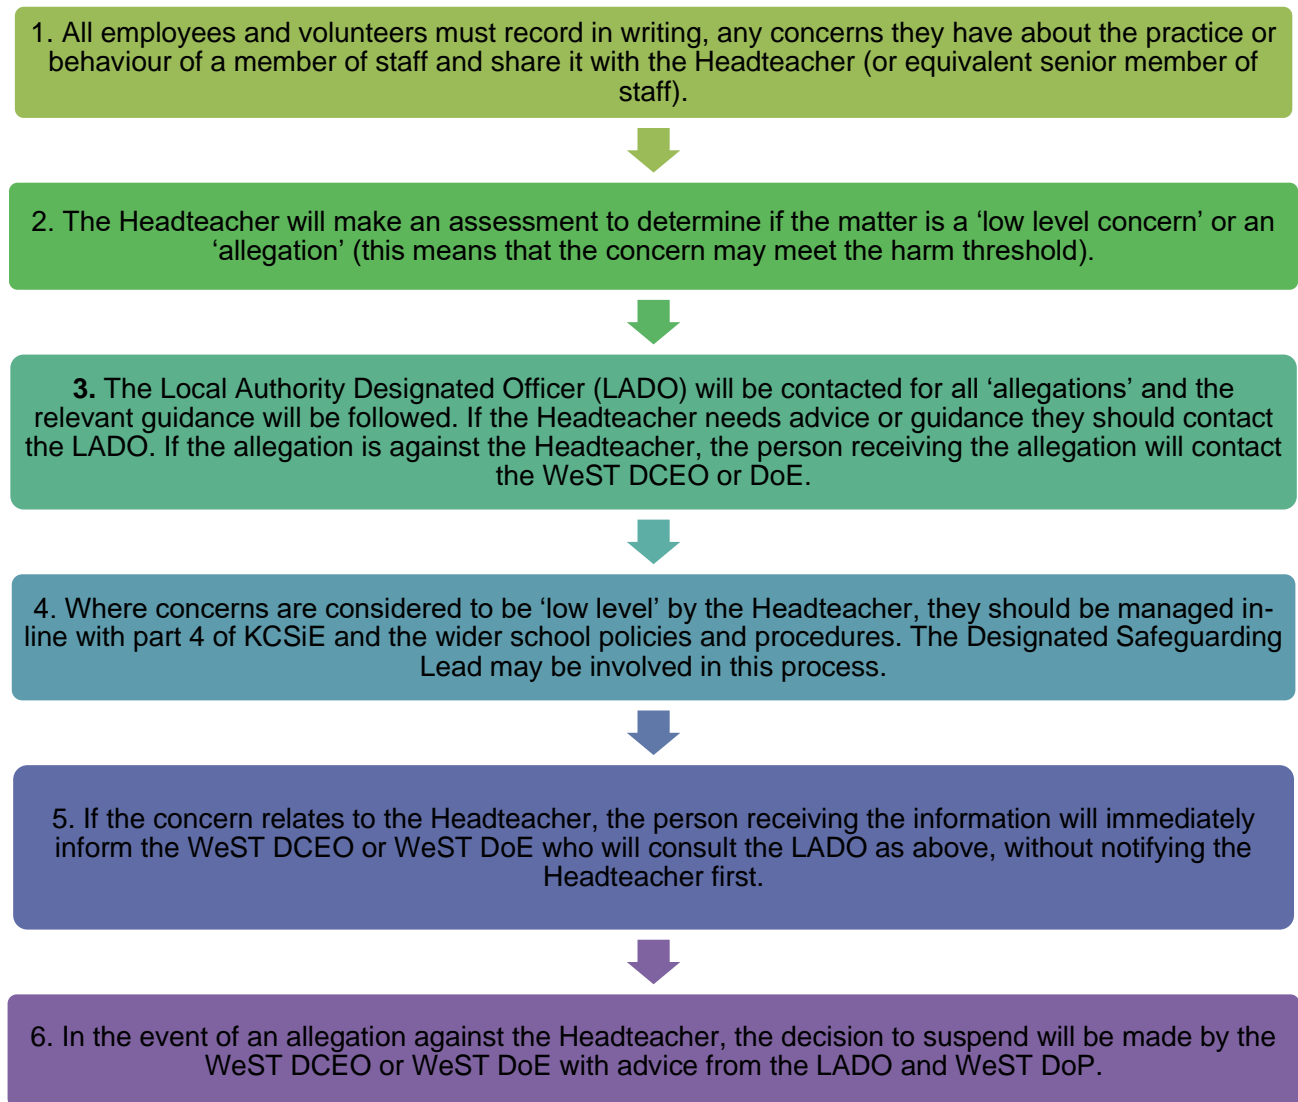 1. All employees and volunteers must record in writing, any concerns they have about the practice or
behaviour of a member of staff and share it with the Headteacher (or equivalent senior member of
staff).
2. The Headteacher will make an assessment to determine if the matter is a ‘low level concern’ or an
‘allegation’ (this means that the concern may meet the harm threshold).
3. The Local Authority Designated Officer (LADO) will be contacted for all ‘allegations’ and the
relevant guidance will be followed. If the Headteacher needs advice or guidance they should contact
the LADO. If the allegation is against the Headteacher, the person receiving the allegation will contact
the WeST DCEO or DoE.
4. Where concerns are considered to be ‘low level’ by the Headteacher, they should be managed in-
line with part 4 of KCSiE and the wider school policies and procedures. The Designated Safeguarding
Lead may be involved in this process.
5. If the concern relates to the Headteacher, the person receiving the information will immediately
inform the WeST DCEO or WeST DoE who will consult the LADO as above, without notifying the
Headteacher first.
6. In the event of an allegation against the Headteacher, the decision to suspend will be made by the
WeST DCEO or WeST DoE with advice from the LADO and WeST DoP.